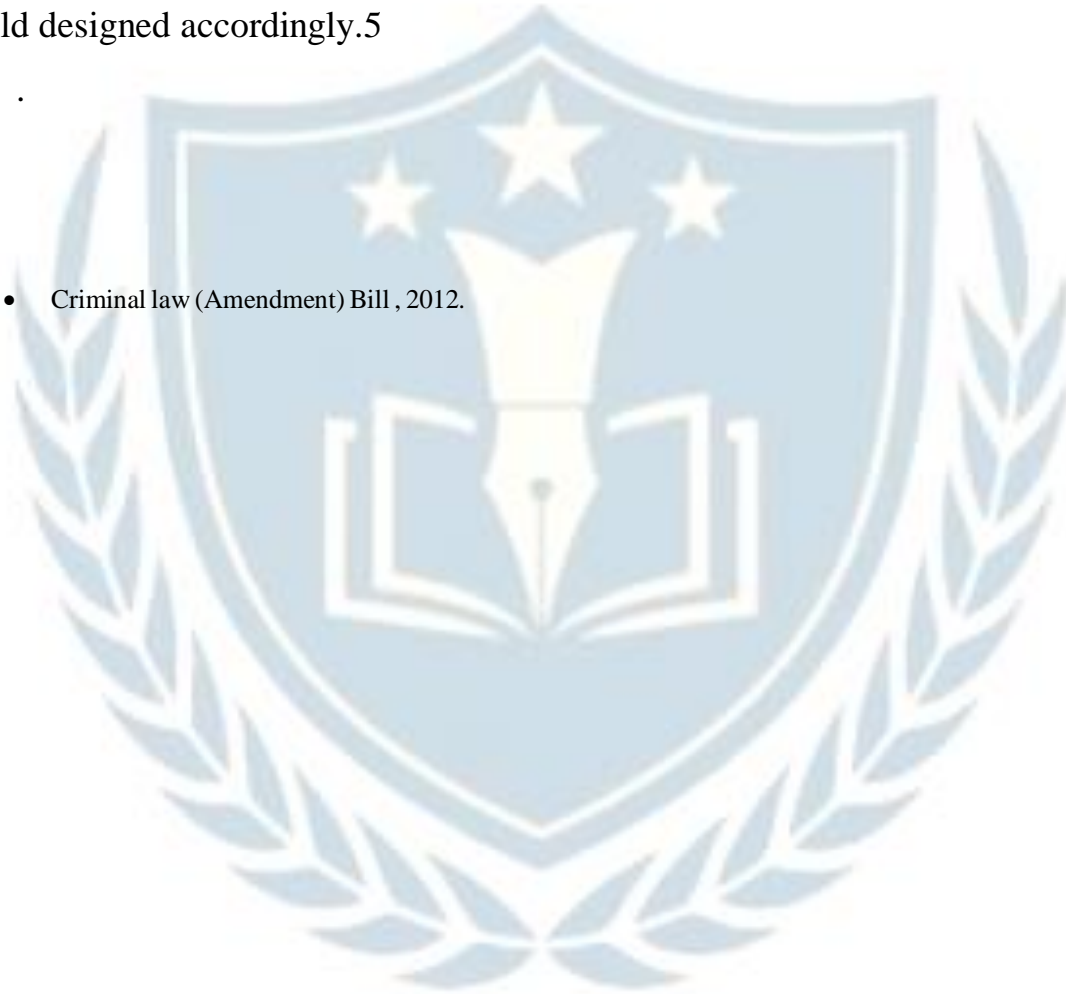 ld designed accordingly.5
.
• Criminal law (Amendment) Bill , 2012.